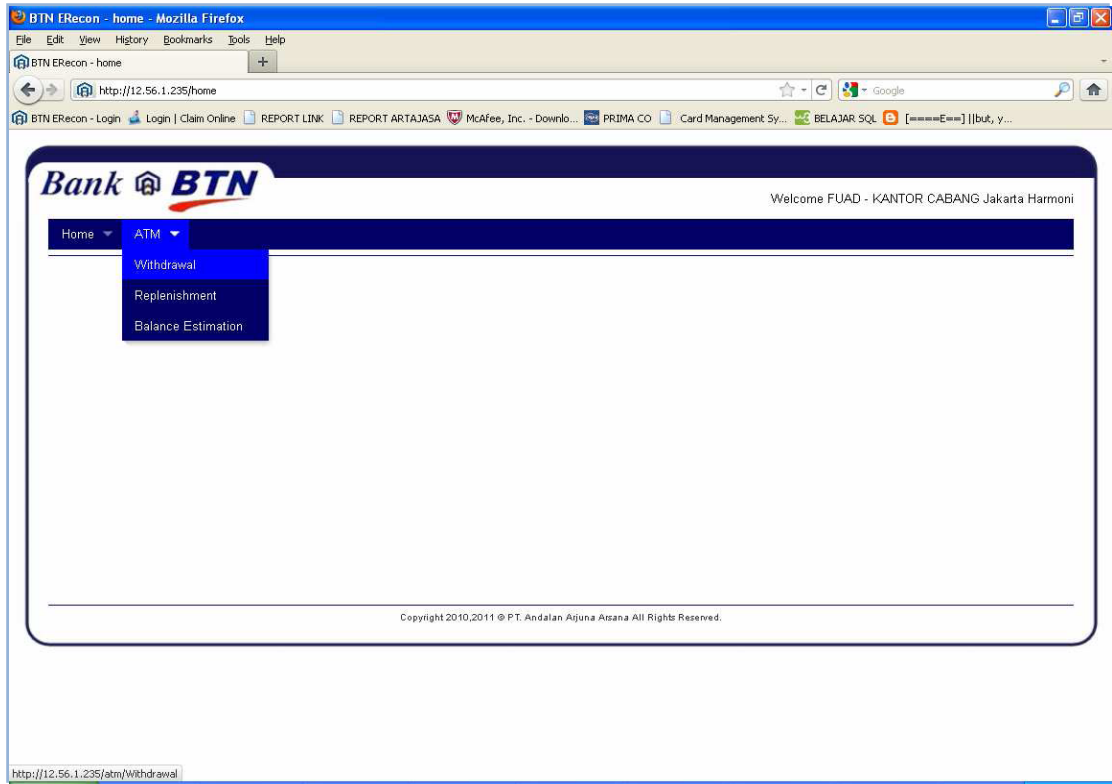 BTN ERecon - home - Mozilla Firefox
File Edit View History Bookmarks Tools Help
BTN ERecon - home
http://12.56.1.235/home Google
BTN ERecon - Login Login | Claim Online REPORT LINK REPORT ARTAJASA McAfee, Inc. - Downlo... PRIMA CO Card Management Sy... BELAJAR SQL [====E==] ||but, y...
Bank BTN
Welcome FUAD - KANTOR CABANG Jakarta Harmoni
Home ATM
Withdrawal
Replenishment
Balance Estimation
Copyright 2010,2011 © PT. Andalan Arjuna Arsana All Rights Reserved.
http://12.56.1.235/atm/Withdrawal